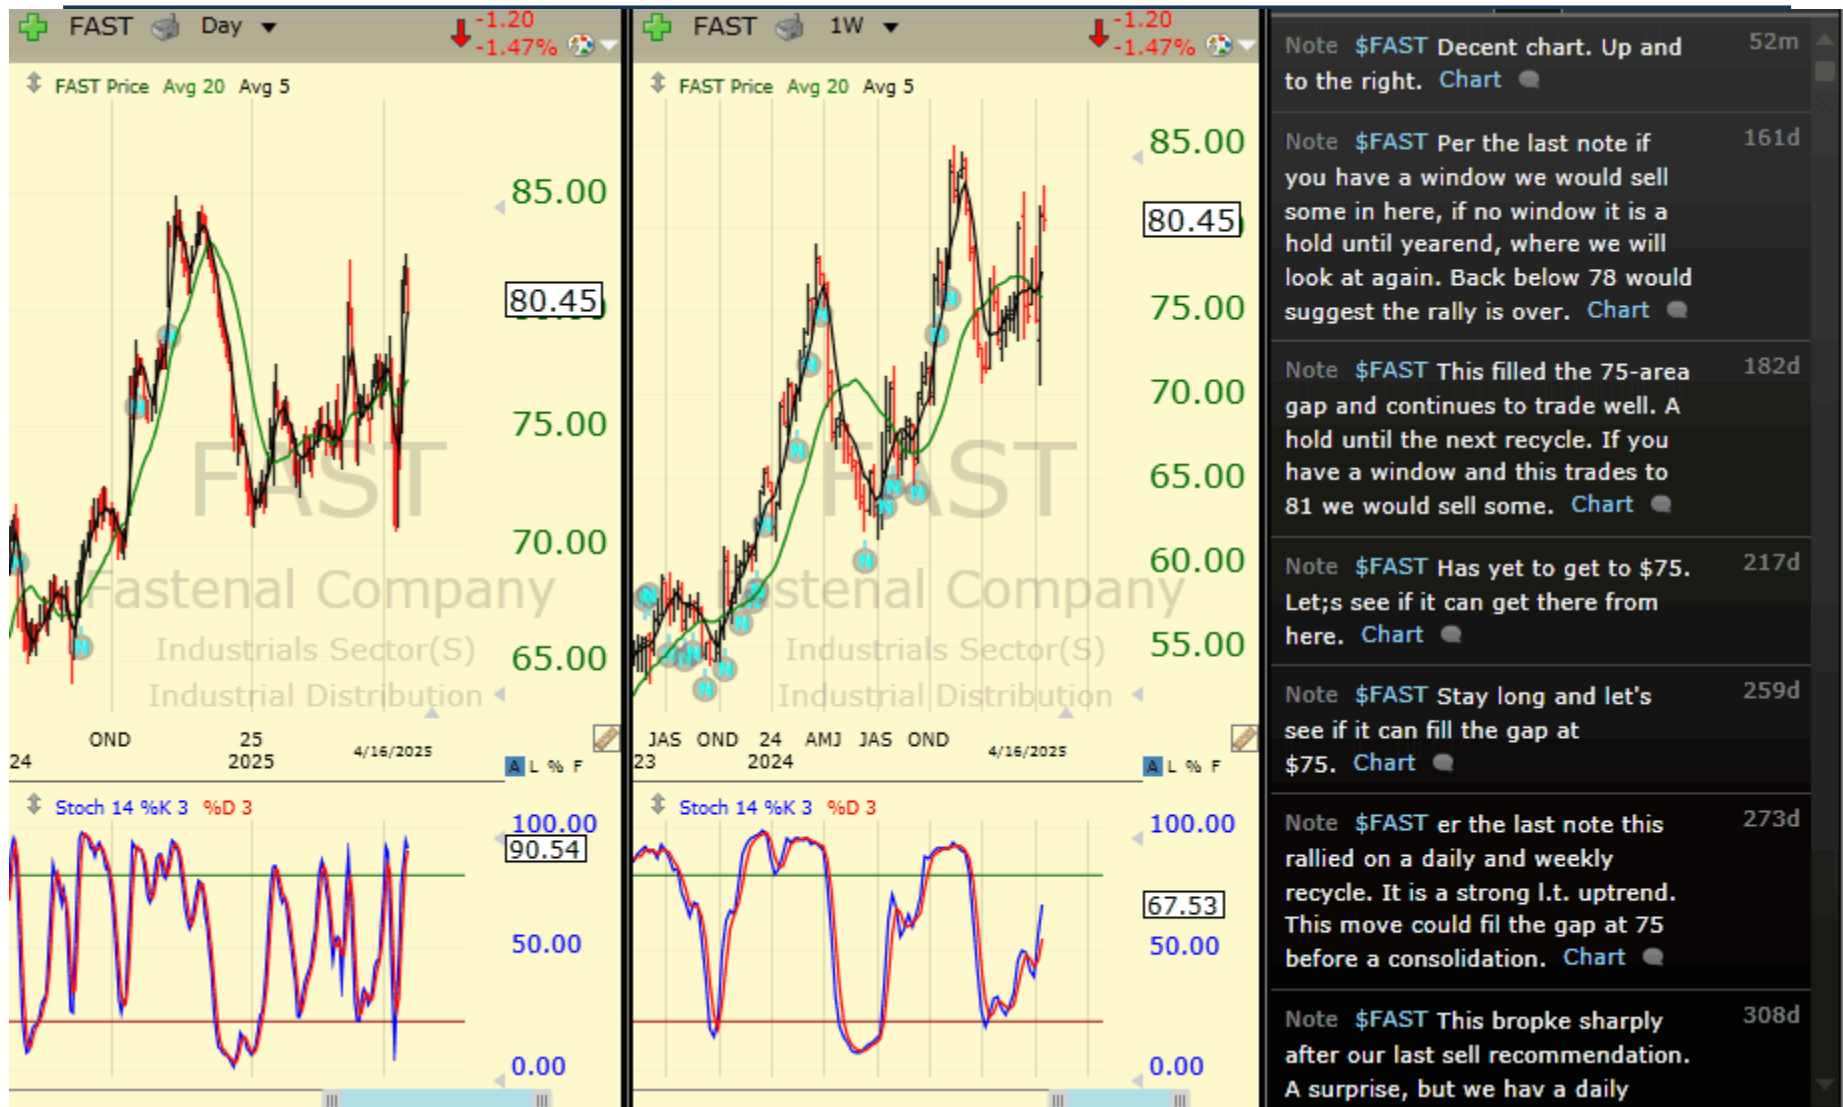 FAST Day -1.20
-1.47%
FAST Price Avg 20 Avg 5
85.00
80.45
75.00
70.00
65.00
FAST
Fastenal Company
Industrials Sector(S)
Industrial Distribution
OND 25 4/16/2025
24 2025
A L % F
Stoch 14 %K 3 %D 3
100.00
90.54
50.00
0.00
FAST 1W -1.20
-1.47%
FAST Price Avg 20 Avg 5
85.00
80.45
75.00
70.00
65.00
60.00
55.00
FAST
Fastenal Company
Industrials Sector(S)
Industrial Distribution
JAS OND 24 AMJ JAS OND 4/16/2025
23 2024
A L % F
Stoch 14 %K 3 %D 3
100.00
67.53
50.00
0.00
Note $FAST Decent chart. Up and 52m
to the right. Chart
Note $FAST Per the last note if 161d
you have a window we would sell
some in here, if no window it is a
hold until yearend, where we will
look at again. Back below 78 would
suggest the rally is over. Chart
Note $FAST This filled the 75-area 182d
gap and continues to trade well. A
hold until the next recycle. If you
have a window and this trades to
81 we would sell some. Chart
Note $FAST Has yet to get to $75. 217d
Let;s see if it can get there from
here. Chart
Note $FAST Stay long and let's 259d
see if it can fill the gap at
$75. Chart
Note $FAST er the last note this 273d
rallied on a daily and weekly
recycle. It is a strong l.t. uptrend.
This move could fil the gap at 75
before a consolidation. Chart
Note $FAST This bropke sharply 308d
after our last sell recommendation.
A surprise, but we hav a daily